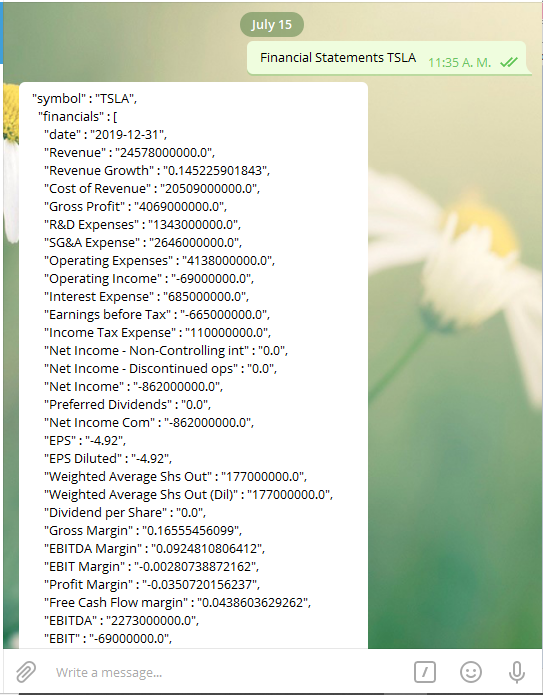 July 15
Financial Statements TSLA
11:35 A. M.
"symbol" : "TSLA",
"financials" : [
"date" : "2019-12-31",
"Revenue" : "24578000000.0",
"Revenue Growth" : "0.145225901843",
"Cost of Revenue" : "20509000000.0",
"Gross Profit" : "4069000000.0",
"R&D Expenses" : "1343000000.0",
"SG&A Expense" : "2646000000.0",
"Operating Expenses" : "4138000000.0",
"Operating Income" : "-69000000.0",
"Interest Expense" : "685000000.0",
"Earnings before Tax" : "-665000000.0",
"Income Tax Expense" : "110000000.0",
"Net Income - Non-Controlling int" : "0.0",
"Net Income - Discontinued ops" : "0.0",
"Net Income" : "-862000000.0",
"Preferred Dividends" : "0.0",
"Net Income Com" : "-862000000.0",
"EPS" : "-4.92",
"EPS Diluted" : "-4.92",
"Weighted Average Shs Out" : "177000000.0",
"Weighted Average Shs Out (Dil)" : "177000000.0",
"Dividend per Share" : "0.0",
"Gross Margin" : "0.16555456099",
"EBITDA Margin" : "0.0924810806412",
"EBIT Margin" : "-0.00280738872162",
"Profit Margin" : "-0.0350720156237",
"Free Cash Flow margin" : "0.0438603629262",
"EBITDA" : "2273000000.0",
"EBIT" : "-69000000.0",
Write a message...